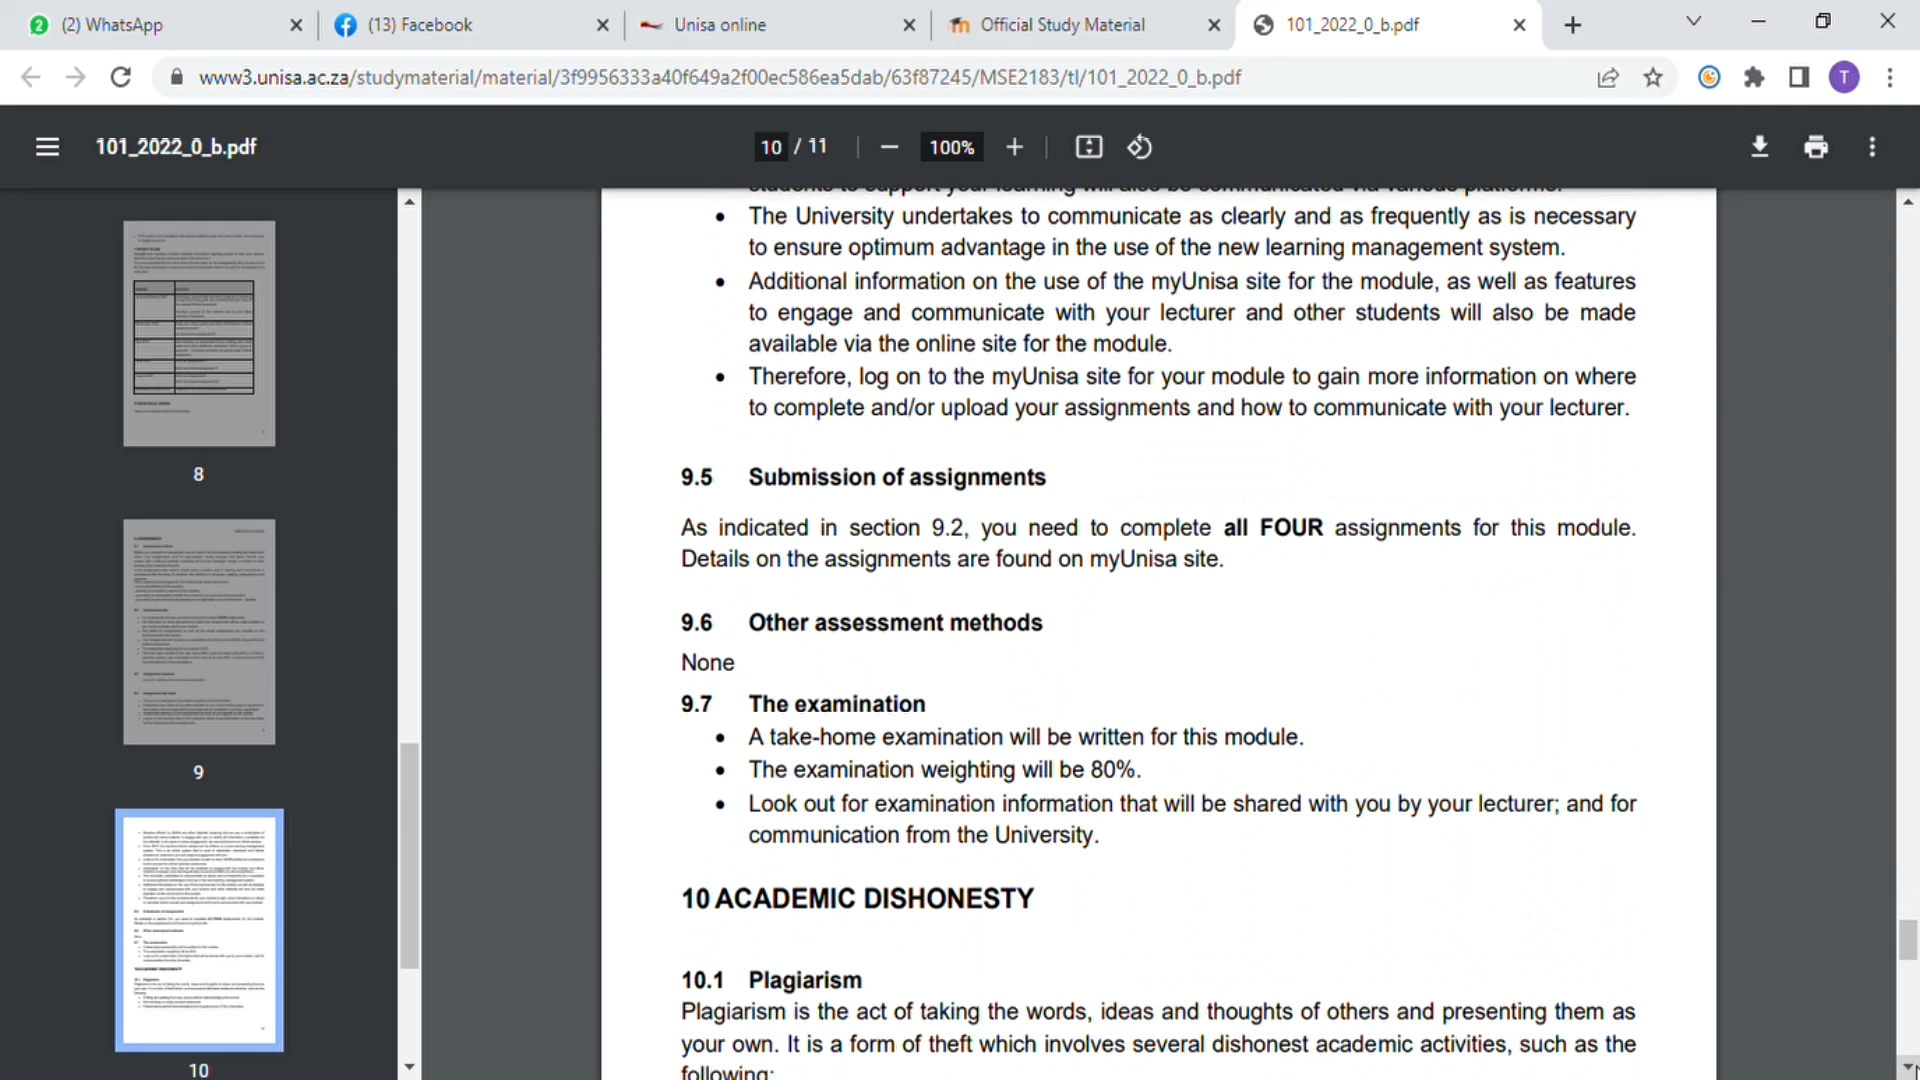 2
(2) WhatsApp
(13) Facebook
Unisa online
Official Study Material
101_2022_0_b.pdf
www3.unisa.ac.za/studymaterial/material/3f9956333a40f649a2f00ec586ea5dab/63f87245/MSE2183/tl/101_2022_0_b.pdf
T
101_2022_0_b.pdf
10 / 11
100%
8
9
10
students to support your learning will also be communicated via various platforms.
• The University undertakes to communicate as clearly and as frequently as is necessary
to ensure optimum advantage in the use of the new learning management system.
• Additional information on the use of the myUnisa site for the module, as well as features
to engage and communicate with your lecturer and other students will also be made
available via the online site for the module.
• Therefore, log on to the myUnisa site for your module to gain more information on where
to complete and/or upload your assignments and how to communicate with your lecturer.
9.5 Submission of assignments
As indicated in section 9.2, you need to complete all FOUR assignments for this module.
Details on the assignments are found on myUnisa site.
9.6 Other assessment methods
None
9.7 The examination
• A take-home examination will be written for this module.
• The examination weighting will be 80%.
• Look out for examination information that will be shared with you by your lecturer; and for
communication from the University.
10 ACADEMIC DISHONESTY
10.1 Plagiarism
Plagiarism is the act of taking the words, ideas and thoughts of others and presenting them as
your own. It is a form of theft which involves several dishonest academic activities, such as the
following: